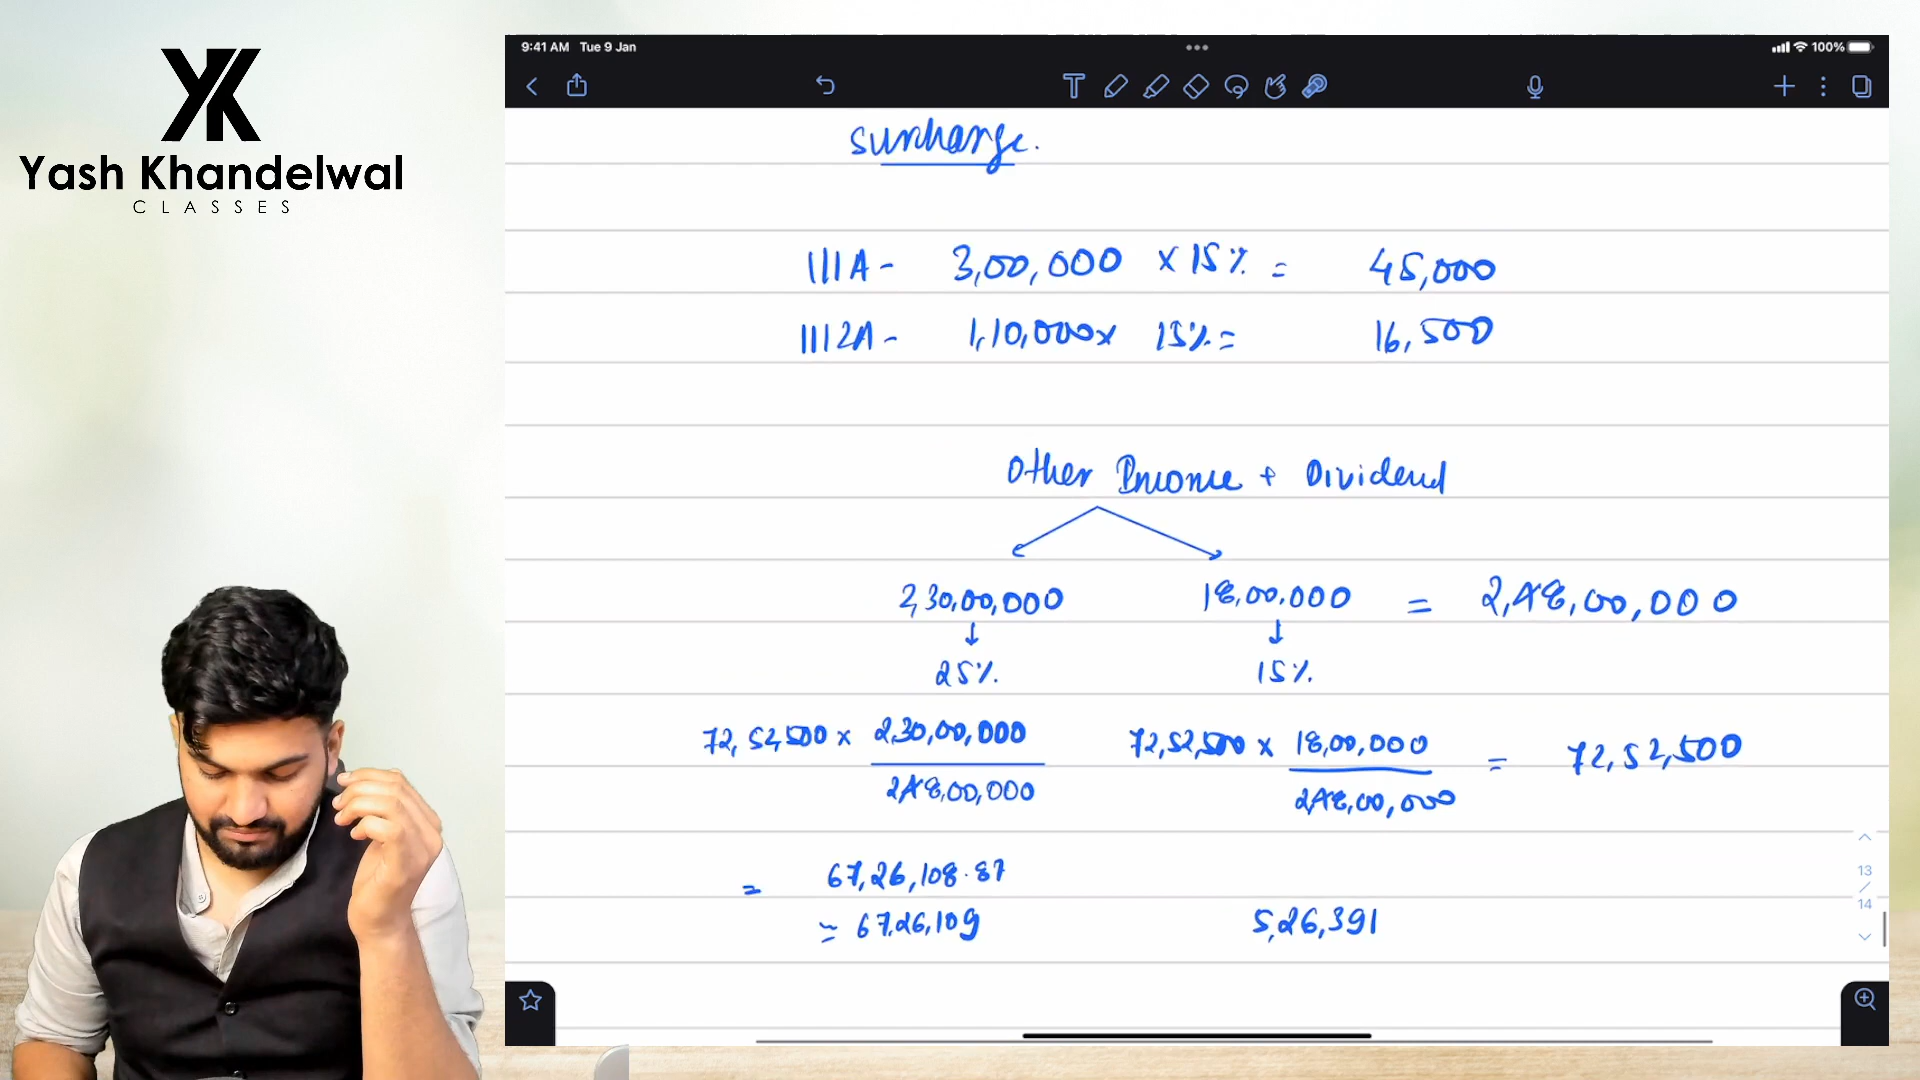 YK
Yash Khandelwal
CLASSES
9:41 AM Tue 9 Jan
100%
T
surcharge.
111A - 3,00,000 x 15% = 45,000
1112A - 1,10,000 x 15% = 16,500
Other Income + Dividend
2,30,00,000 18,00,000 = 2,48,00,000
25% 15%
72,52,500 x 2,30,00,000 72,52,500 x 18,00,000 = 72,52,500
2,48,00,000 2,48,00,000
= 67,26,108.87
≈ 67,26,109 5,26,391
13
/
14